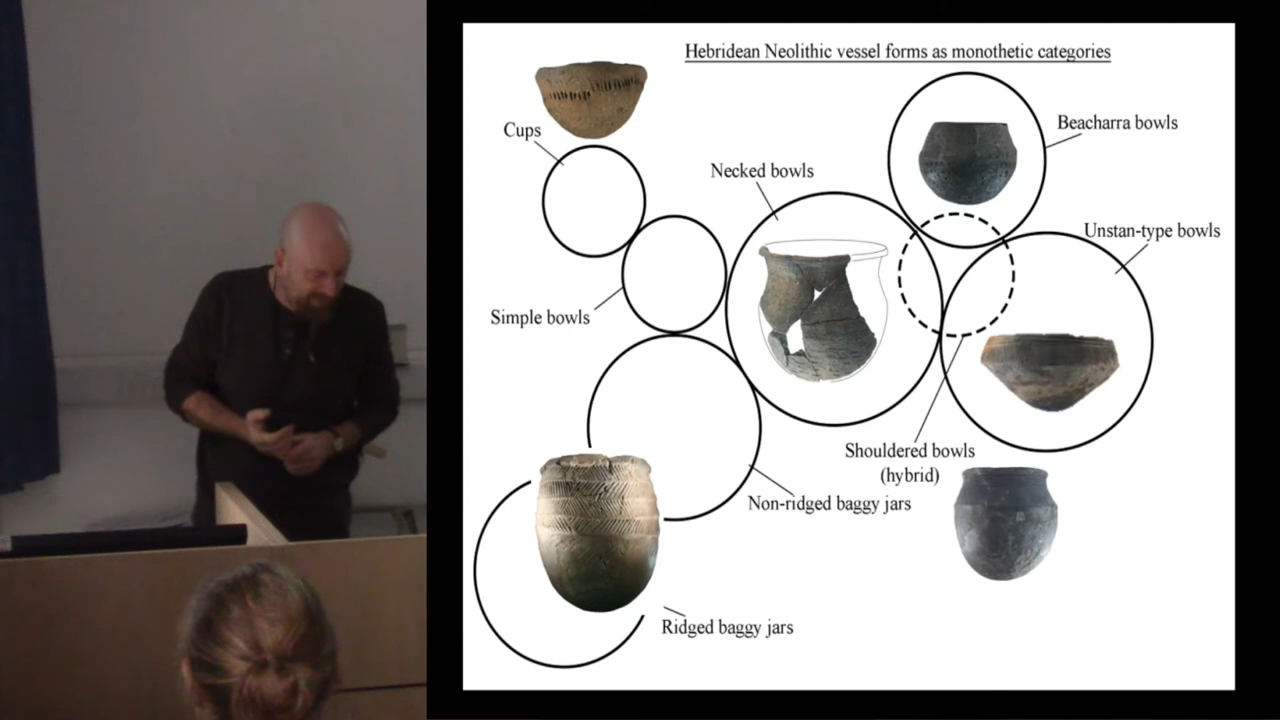 Hebridean Neolithic vessel forms as monothetic categories
Cups
Beacharra bowls
Necked bowls
Unstan-type bowls
Simple bowls
Shouldered bowls
(hybrid)
Non-ridged baggy jars
Ridged baggy jars